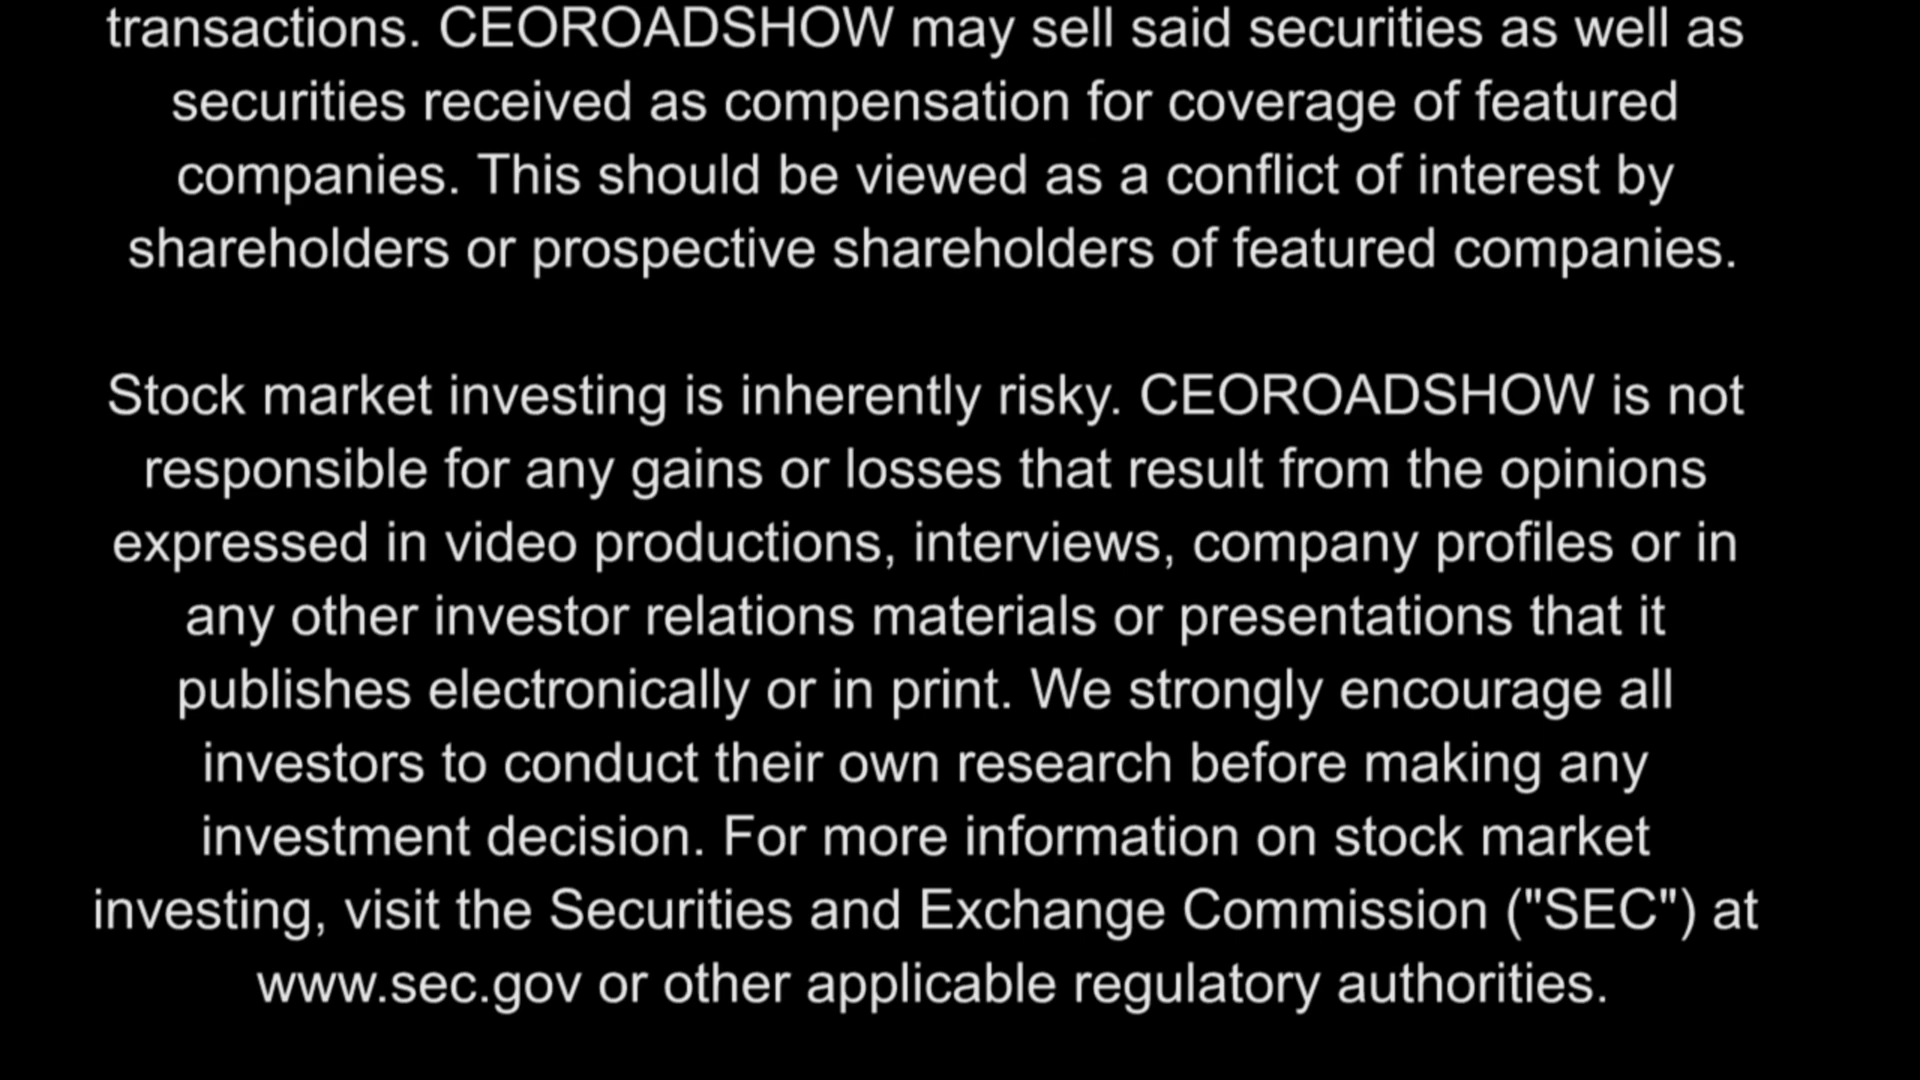 transactions. CEOROADSHOW may sell said securities as well as
securities received as compensation for coverage of featured
companies. This should be viewed as a conflict of interest by
shareholders or prospective shareholders of featured companies.
Stock market investing is inherently risky. CEOROADSHOW is not
responsible for any gains or losses that result from the opinions
expressed in video productions, interviews, company profiles or in
any other investor relations materials or presentations that it
publishes electronically or in print. We strongly encourage all
investors to conduct their own research before making any
investment decision. For more information on stock market
investing, visit the Securities and Exchange Commission ("SEC") at
www.sec.gov or other applicable regulatory authorities.